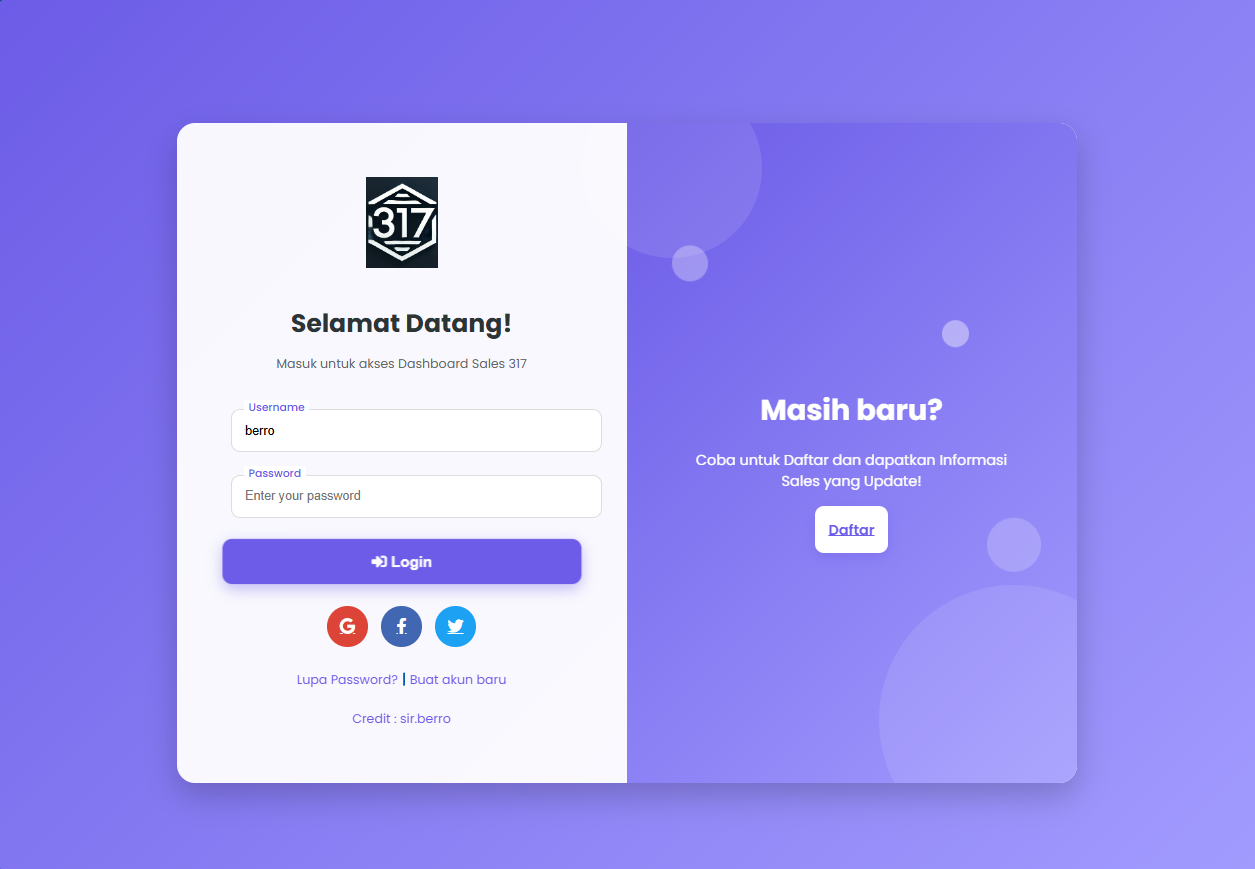 317
Selamat Datang!
Masuk untuk akses Dashboard Sales 317
Username
berro
Password
Enter your password
Login
Lupa Password? | Buat akun baru
Credit : sir.berro
Masih baru?
Coba untuk Daftar dan dapatkan Informasi
Sales yang Update!
Daftar